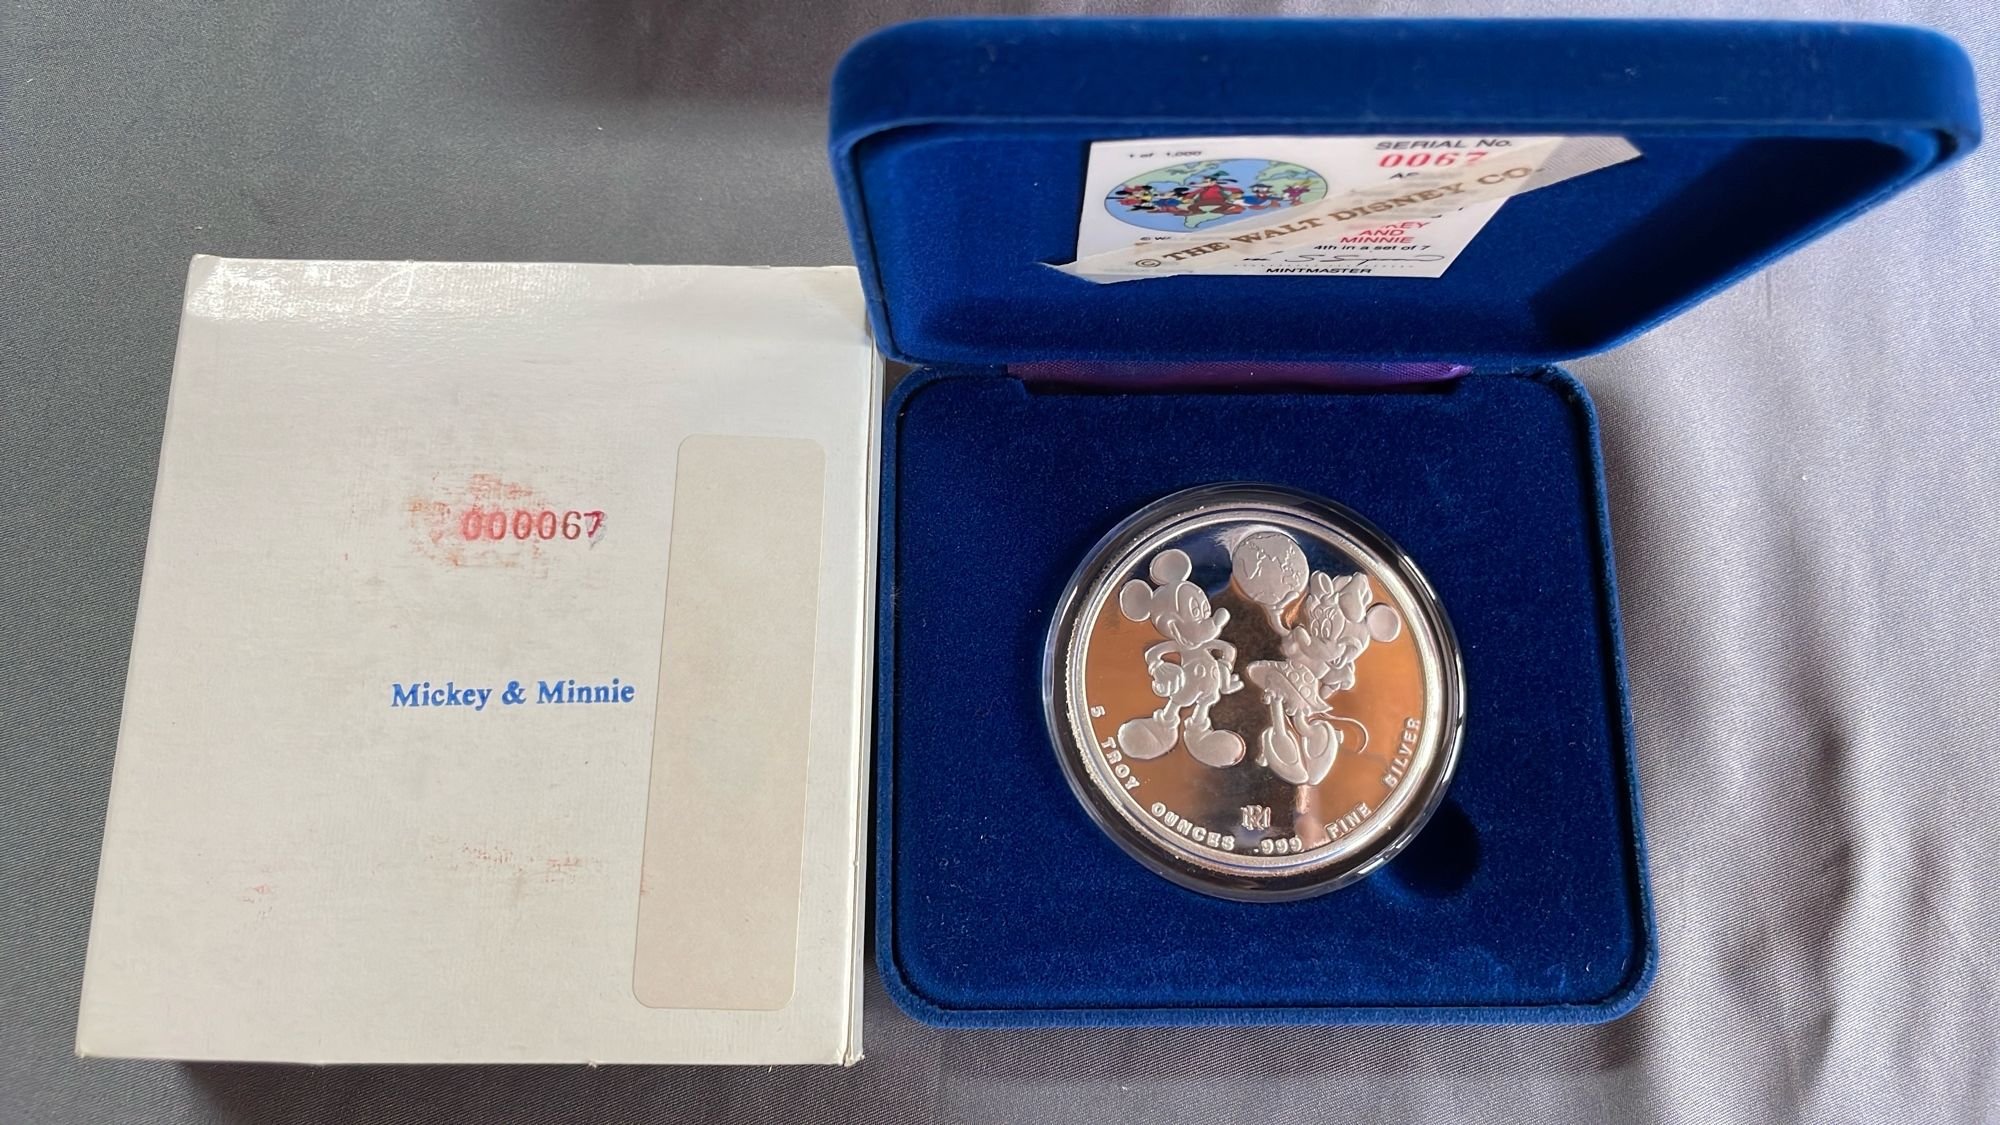 000067
Mickey & Minnie
1 of 1,000
SERIAL No.
0067
© THE WALT DISNEY CO.
AND
MINNIE
4th in a set of 7
MINTMASTER
5 TROY OUNCES .999 FINE SILVER